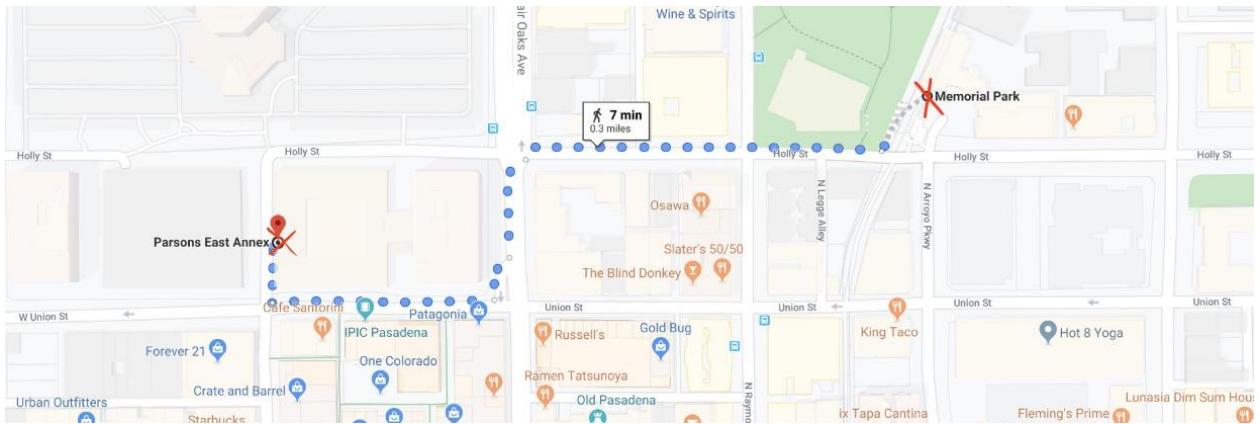 Wine & Spirits
air Oaks Ave
Memorial Park
7 min
0.3 miles
Holly St
Holly St
Holly St
Holly St
N Legge Alley
N Arroyo Pkwy
Osawa
Parsons East Annex
Slater's 50/50
The Blind Donkey
Cafe Santorini
Patagonia
W Union St
Union St
Union St
Union St
Union St
IPIC Pasadena
Russell's
Gold Bug
King Taco
Hot 8 Yoga
Forever 21
One Colorado
Crate and Barrel
Ramen Tatsunoya
N Raymo
Urban Outfitters
Old Pasadena
Lunasia Dim Sum Hous
Starbucks
ix Tapa Cantina
Fleming's Prime